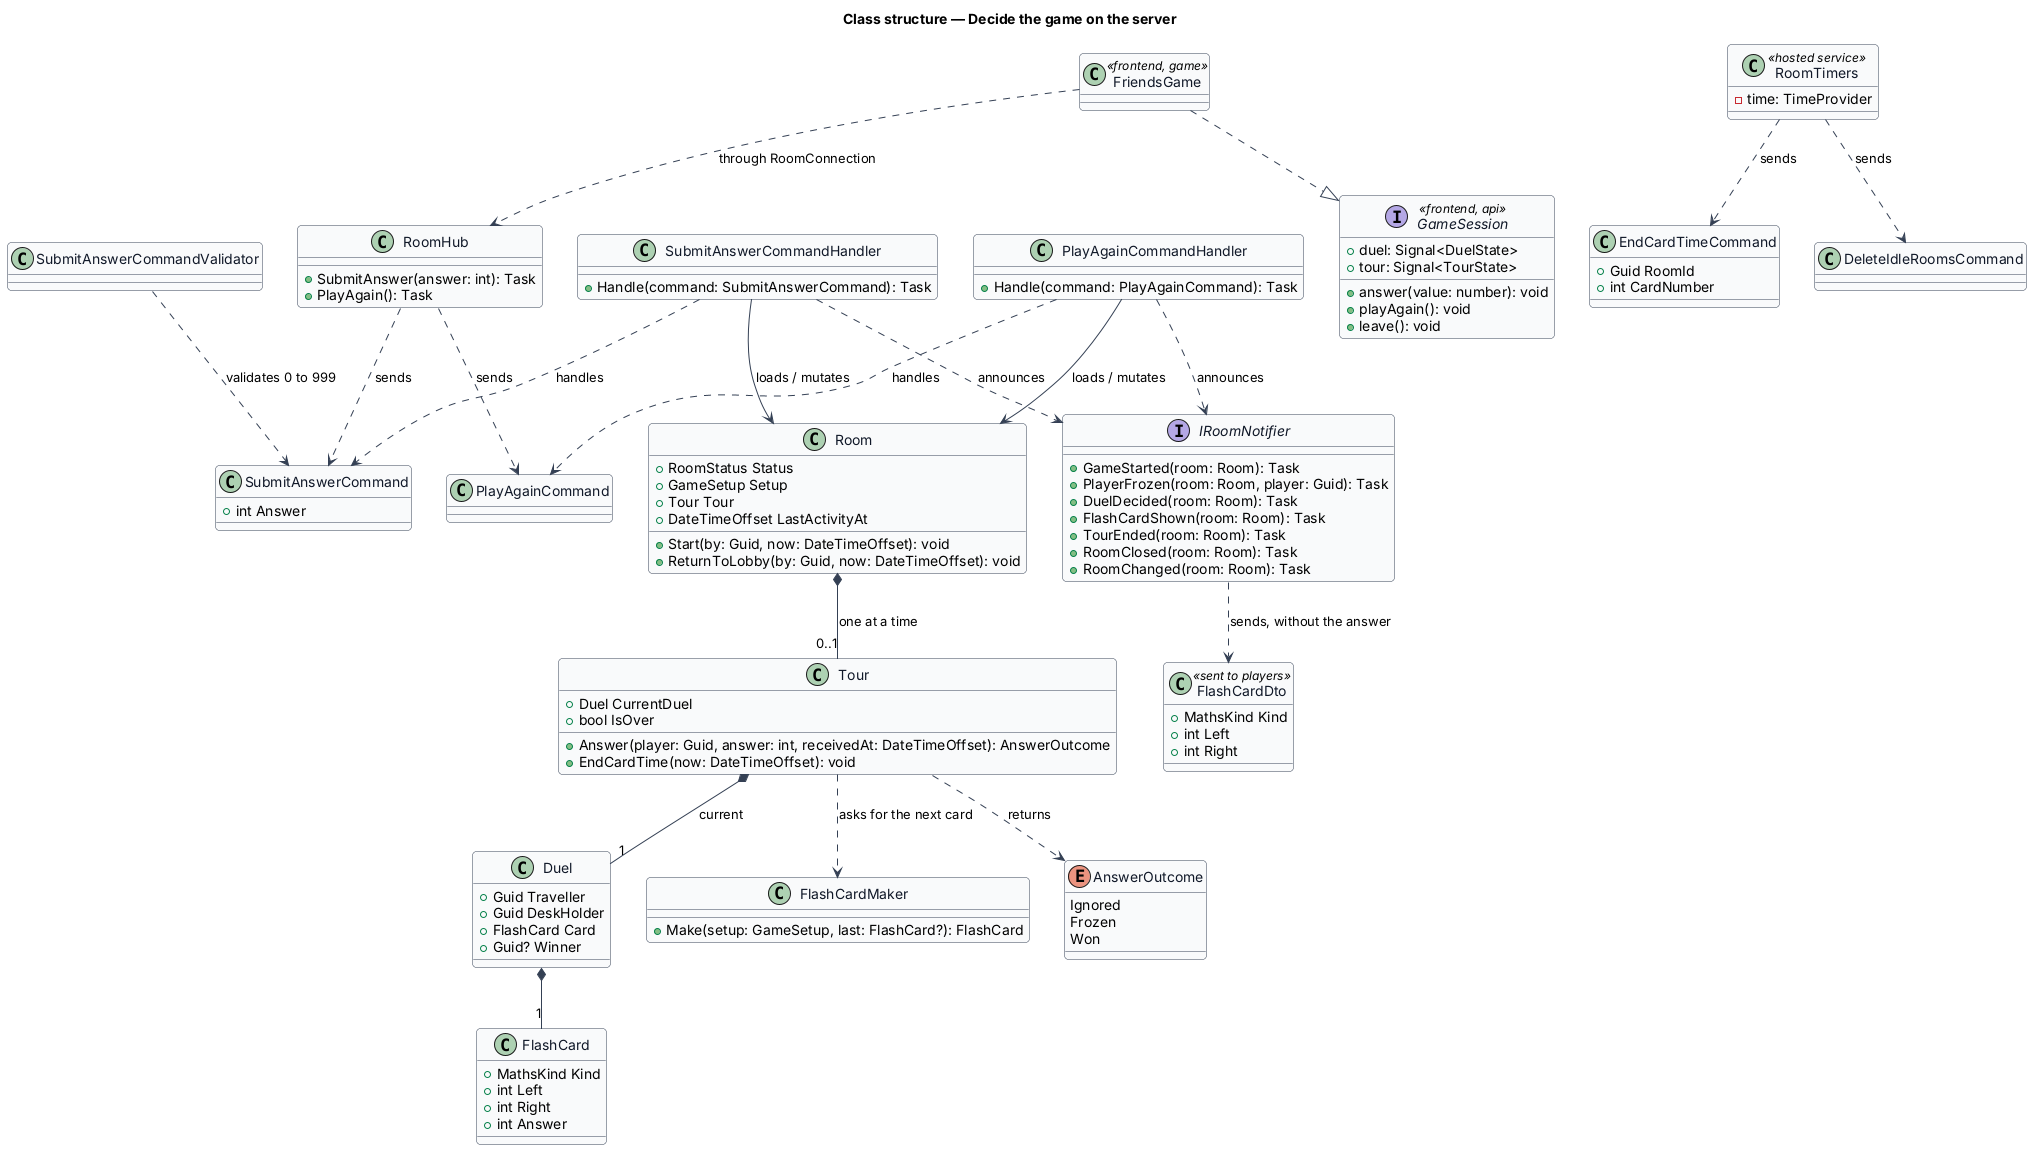 Class structure — Decide the game on the server
«frontend, game»
FriendsGame
«hosted service»
RoomTimers
time: TimeProvider
through RoomConnection
sends
sends
SubmitAnswerCommandValidator
RoomHub
SubmitAnswer(answer: int): Task
PlayAgain(): Task
SubmitAnswerCommandHandler
Handle(command: SubmitAnswerCommand): Task
PlayAgainCommandHandler
Handle(command: PlayAgainCommand): Task
«frontend, api»
GameSession
duel: Signal<DuelState>
tour: Signal<TourState>
answer(value: number): void
playAgain(): void
leave(): void
EndCardTimeCommand
Guid RoomId
int CardNumber
DeleteIdleRoomsCommand
validates 0 to 999
sends
sends
handles
loads / mutates
handles
announces
loads / mutates
announces
SubmitAnswerCommand
int Answer
PlayAgainCommand
Room
RoomStatus Status
GameSetup Setup
Tour Tour
DateTimeOffset LastActivityAt
Start(by: Guid, now: DateTimeOffset): void
ReturnToLobby(by: Guid, now: DateTimeOffset): void
IRoomNotifier
GameStarted(room: Room): Task
PlayerFrozen(room: Room, player: Guid): Task
DuelDecided(room: Room): Task
FlashCardShown(room: Room): Task
TourEnded(room: Room): Task
RoomClosed(room: Room): Task
RoomChanged(room: Room): Task
one at a time
0..1
sends, without the answer
Tour
Duel CurrentDuel
bool IsOver
Answer(player: Guid, answer: int, receivedAt: DateTimeOffset): AnswerOutcome
EndCardTime(now: DateTimeOffset): void
«sent to players»
FlashCardDto
MathsKind Kind
int Left
int Right
current
1
asks for the next card
returns
Duel
Guid Traveller
Guid DeskHolder
FlashCard Card
Guid? Winner
FlashCardMaker
Make(setup: GameSetup, last: FlashCard?): FlashCard
AnswerOutcome
Ignored
Frozen
Won
1
FlashCard
MathsKind Kind
int Left
int Right
int Answer